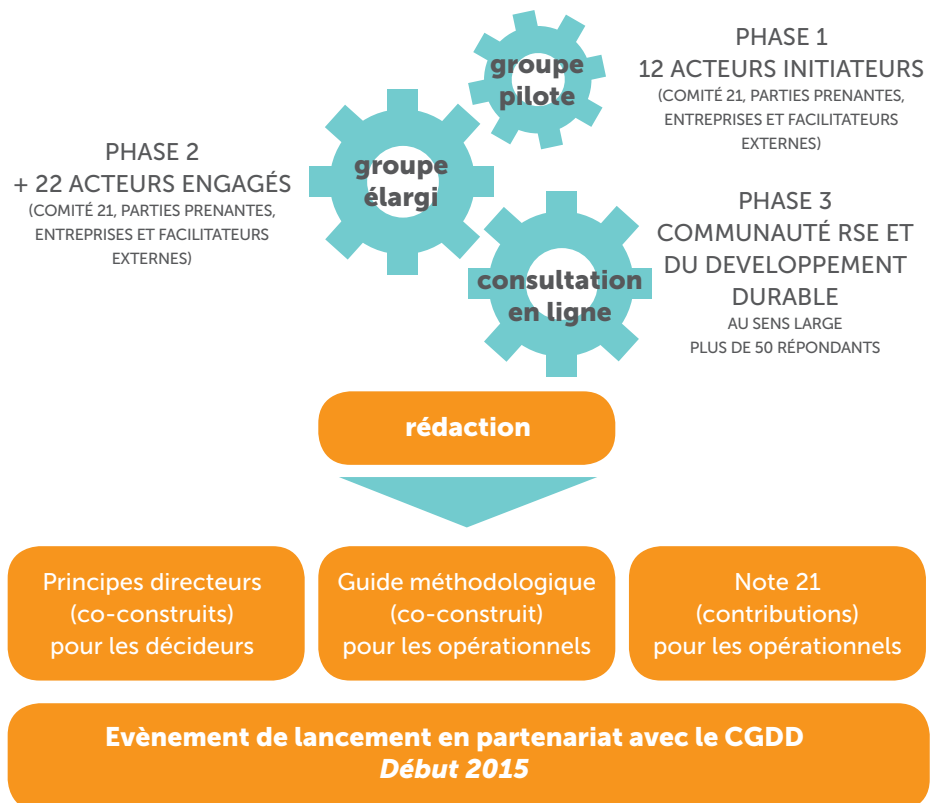 groupe
pilote
PHASE 1
12 ACTEURS INITIATEURS
(COMITÉ 21, PARTIES PRENANTES,
ENTREPRISES ET FACILITATEURS
EXTERNES)
groupe
élargi
PHASE 2
+ 22 ACTEURS ENGAGÉS
(COMITÉ 21, PARTIES PRENANTES,
ENTREPRISES ET FACILITATEURS
EXTERNES)
consultation
en ligne
PHASE 3
COMMUNAUTÉ RSE ET
DU DEVELOPPEMENT
DURABLE
AU SENS LARGE
PLUS DE 50 RÉPONDANTS
rédaction
Principes directeurs
(co-construits)
pour les décideurs
Guide méthodologique
(co-construit)
pour les opérationnels
Note 21
(contributions)
pour les opérationnels
Evènement de lancement en partenariat avec le CGDD
Début 2015